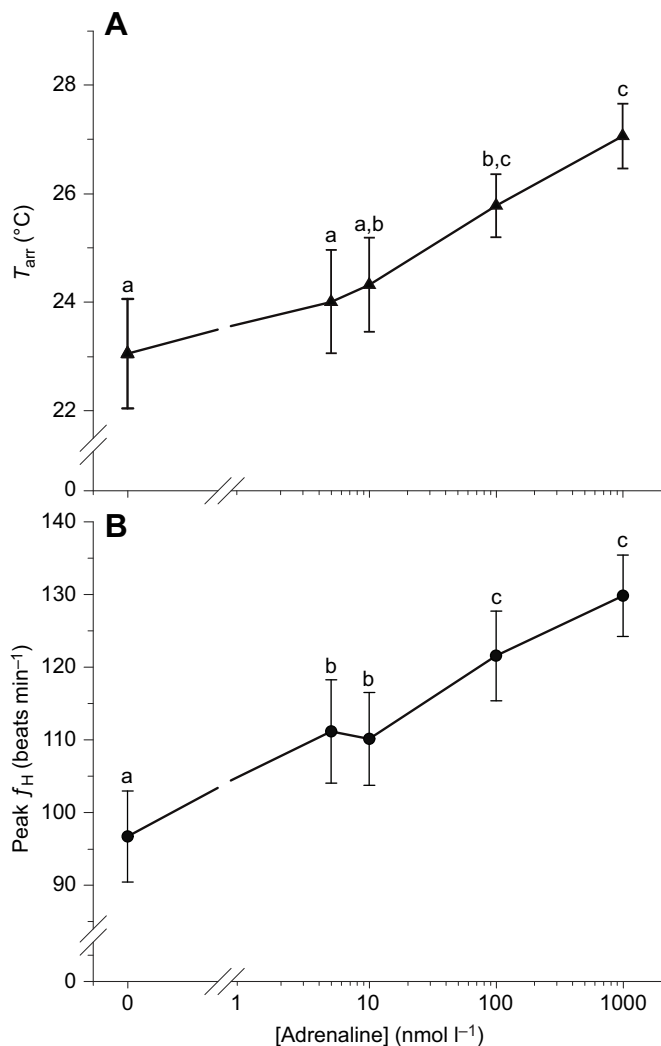 A
28
26
24
22
0
T_arr (°C)
a
a
a,b
b,c
c
B
140
130
120
110
100
90
0
Peak f_H (beats min⁻¹)
a
b
b
c
c
0
1
10
100
1000
[Adrenaline] (nmol l⁻¹)